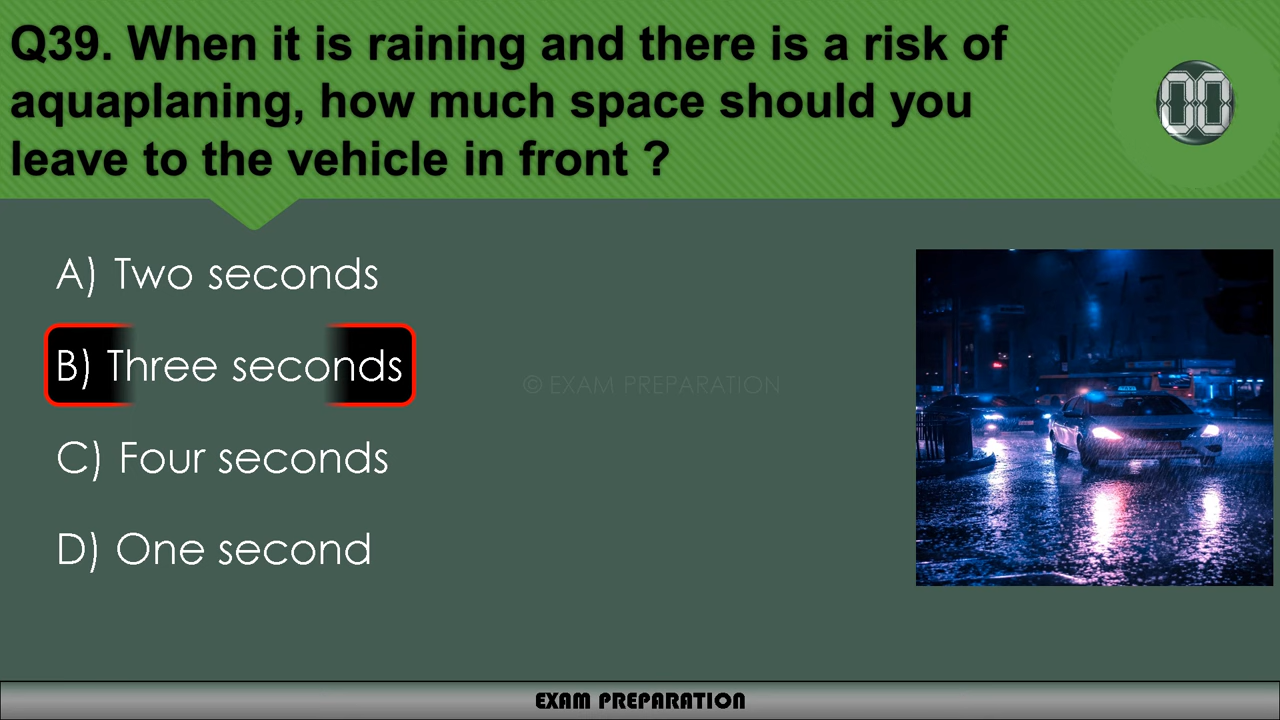 Q39. When it is raining and there is a risk of
aquaplaning, how much space should you
leave to the vehicle in front ?
00
A) Two seconds
B) Three seconds
© EXAM PREPARATION
C) Four seconds
D) One second
EXAM PREPARATION